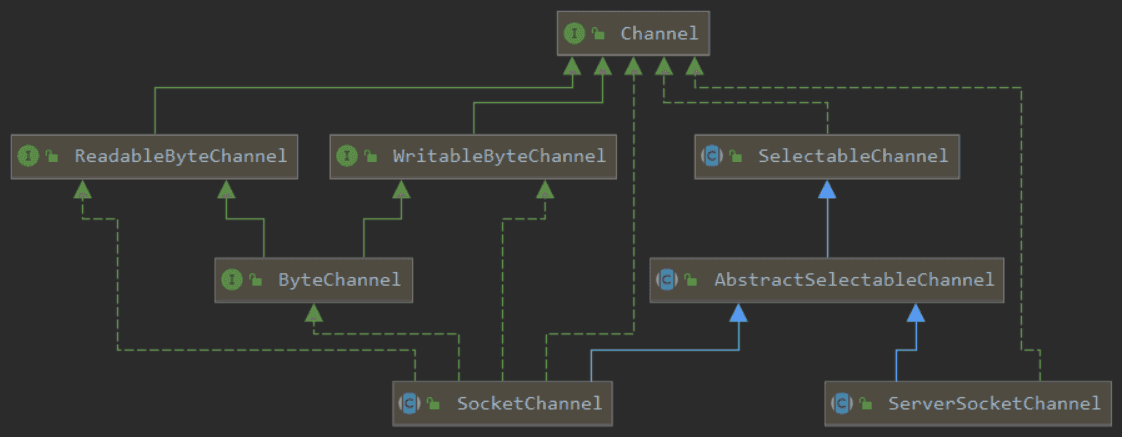 I Channel
I ReadableByteChannel
I WritableByteChannel
C SelectableChannel
I ByteChannel
C AbstractSelectableChannel
C SocketChannel
C ServerSocketChannel